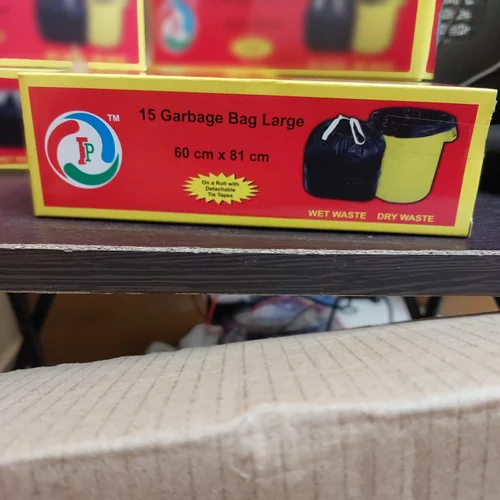 15 Garbage Bag Large
60 cm x 81 cm
On a Roll with
Detachable
Tie Tapes
WET WASTE DRY WASTE
TM
IP